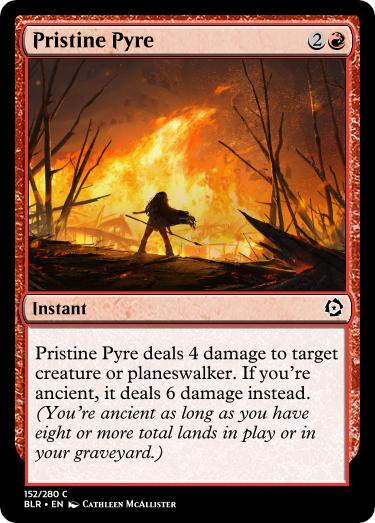 Pristine Pyre 2
Instant
Pristine Pyre deals 4 damage to target
creature or planeswalker. If you're
ancient, it deals 6 damage instead.
(You're ancient as long as you have
eight or more total lands in play or in
your graveyard.)
152/280 C
BLR • EN Cathleen McAllister